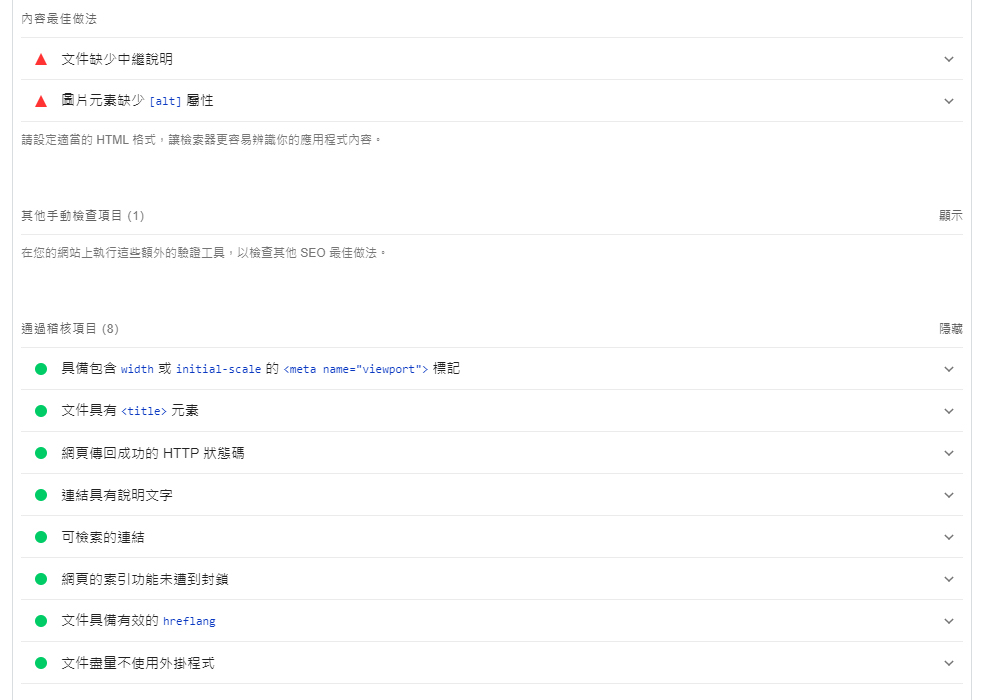 內容最佳做法
文件缺少中繼說明
圖片元素缺少 [alt] 屬性
請設定適當的 HTML 格式，讓檢索器更容易辨識你的應用程式內容。
其他手動檢查項目 (1) 顯示
在您的網站上執行這些額外的驗證工具，以檢查其他 SEO 最佳做法。
通過稽核項目 (8) 隱藏
具備包含 width 或 initial-scale 的 <meta name="viewport"> 標記
文件具有 <title> 元素
網頁傳回成功的 HTTP 狀態碼
連結具有說明文字
可檢索的連結
網頁的索引功能未遭到封鎖
文件具備有效的 hreflang
文件盡量不使用外掛程式